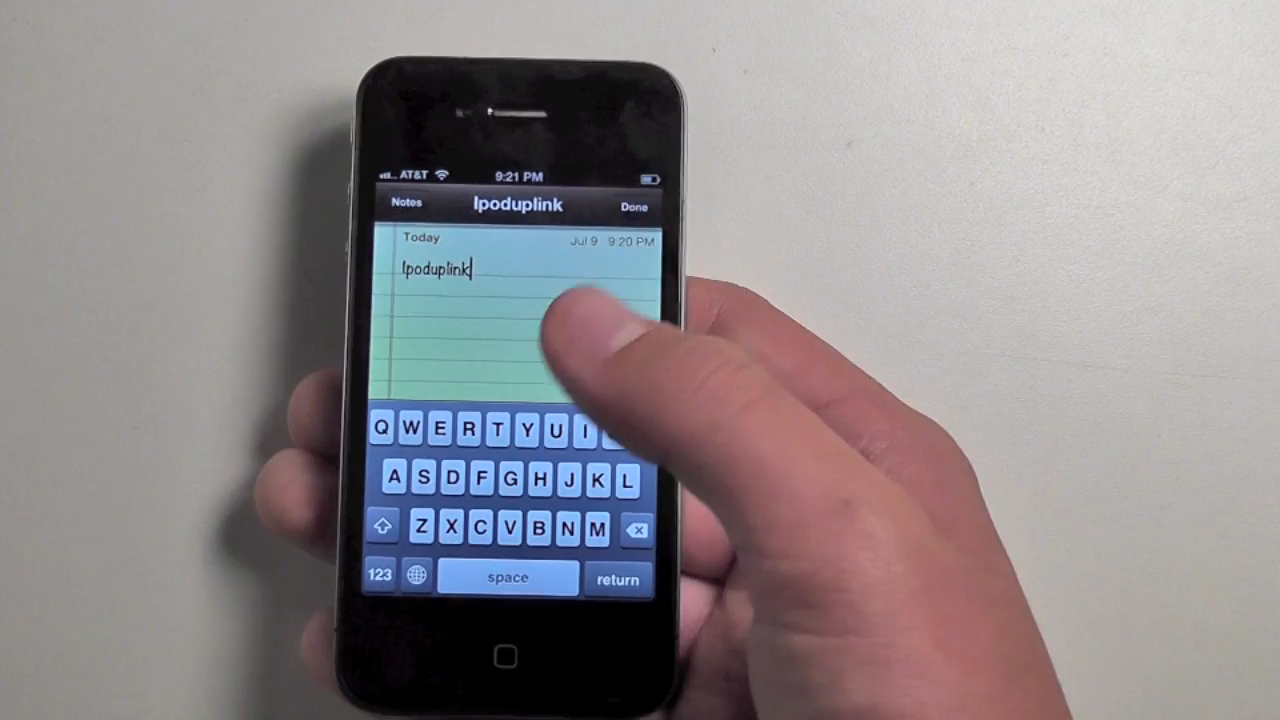 AT&T 9:21 PM
Notes Ipoduplink Done
Today Jul 9 9:20 PM
Ipoduplink
Q W E R T Y U I
A S D F G H J K L
Z X C V B N M
123 space return